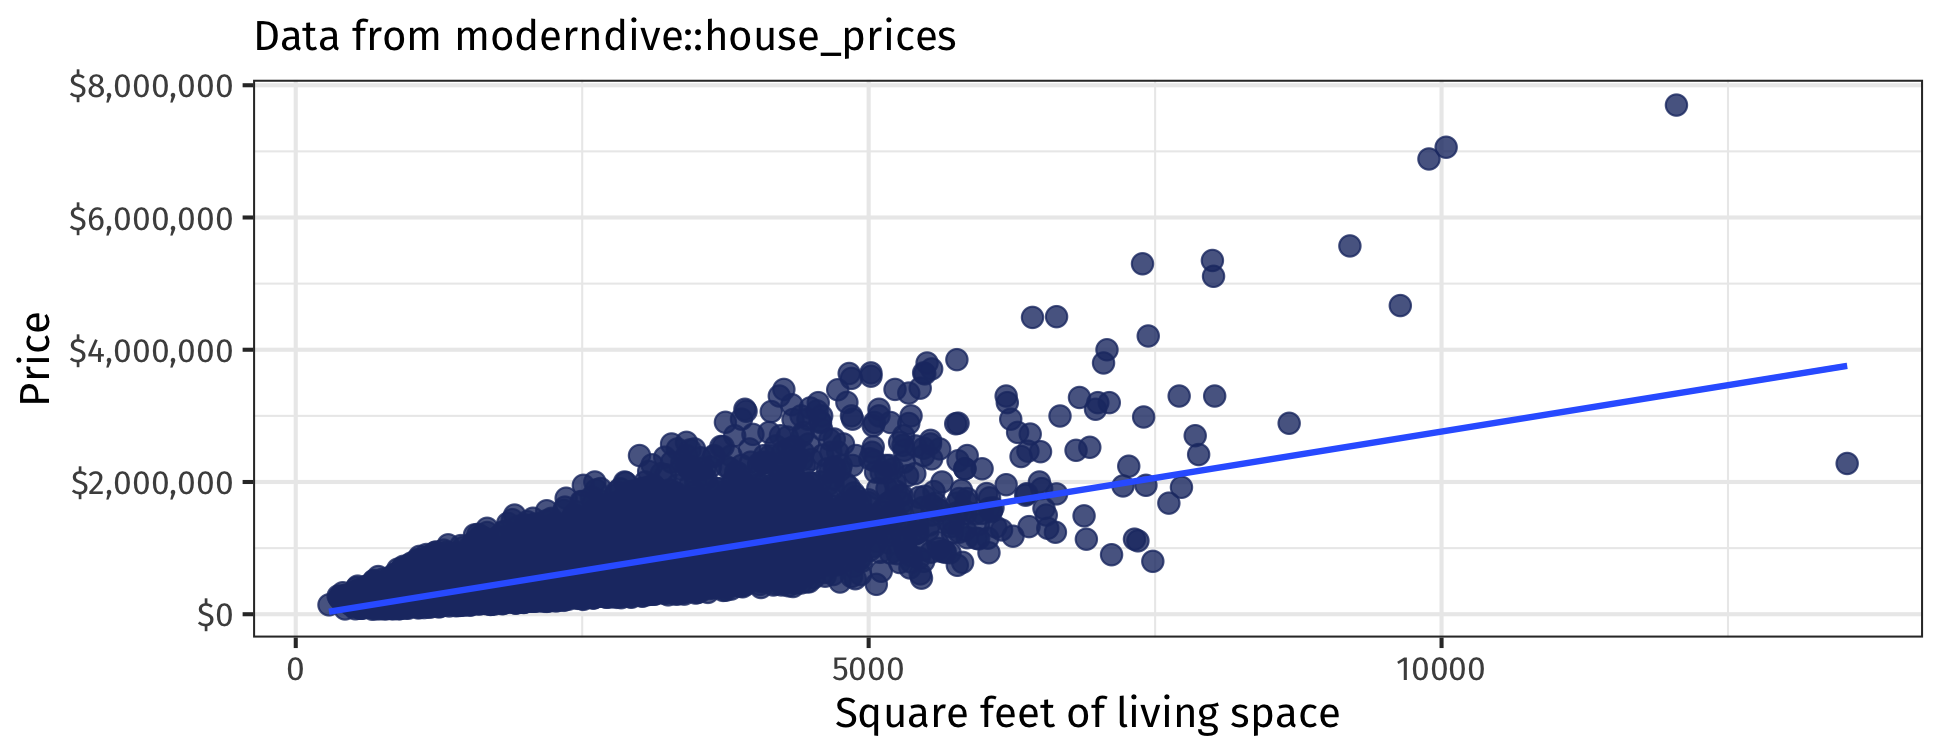 Data from moderndive::house_prices
$8,000,000
$6,000,000
$4,000,000
$2,000,000
$0
Price
0 5000 10000
Square feet of living space